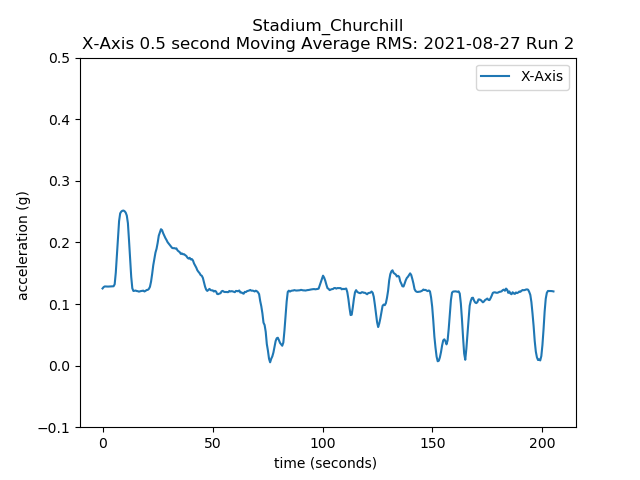 Stadium_Churchill
X-Axis 0.5 second Moving Average RMS: 2021-08-27 Run 2
X-Axis
0.5
0.4
0.3
0.2
0.1
0.0
−0.1
acceleration (g)
0 50 100 150 200
time (seconds)